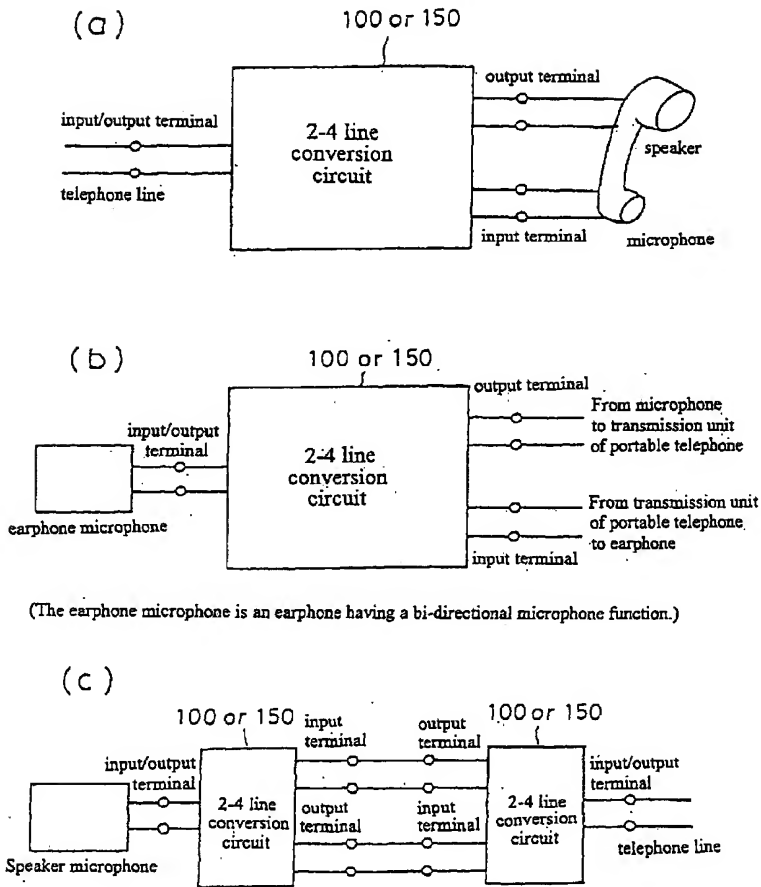 (a)
100 or 150
output terminal
input/output terminal
2-4 line
conversion
circuit
speaker
telephone line
input terminal
microphone
(b)
100 or 150
output terminal
From microphone
to transmission unit
of portable telephone
input/output
terminal
2-4 line
conversion
circuit
earphone microphone
From transmission unit
of portable telephone
to earphone
input terminal
(The earphone microphone is an earphone having a bi-directional microphone function.)
(c)
100 or 150
input
terminal
output
terminal
100 or 150
input/output
terminal
input/output
terminal
2-4 line
conversion
circuit
output
terminal
input
terminal
2-4 line
conversion
circuit
Speaker microphone
telephone line